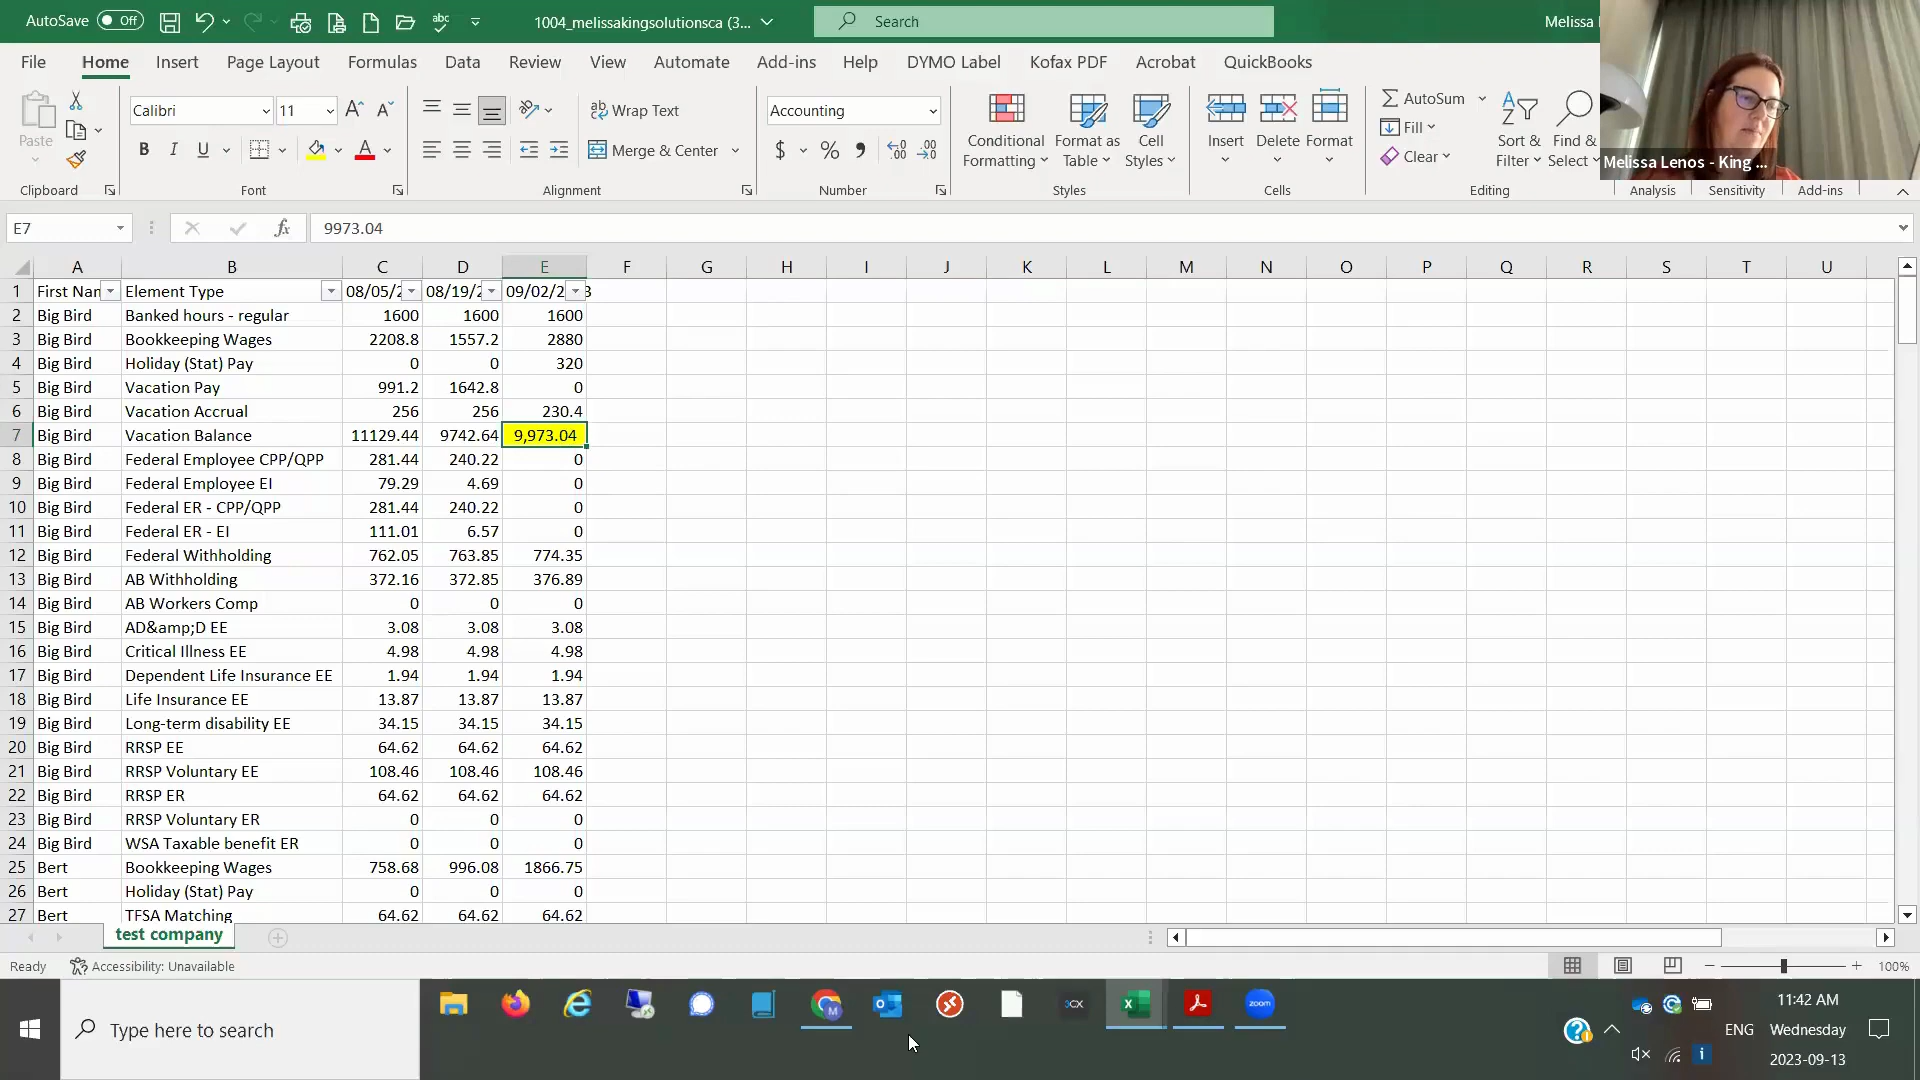 AutoSave Off abc 1004_melissakingsolutionsca (3... Search Melissa
File Home Insert Page Layout Formulas Data Review View Automate Add-ins Help DYMO Label Kofax PDF Acrobat QuickBooks
Paste Calibri 11 Wrap Text Accounting Conditional Formatting Format as Table Cell Styles Insert Delete Format AutoSum Sort & Filter Find & Select
B I U Merge & Center $ % Fill Clear
Melissa Lenos - King ...
Clipboard Font Alignment Number Styles Cells Editing Analysis Sensitivity Add-ins
E7 fx 9973.04
A B C D E F G H I J K L M N O P Q R S T U
1 First Nan Element Type 08/05/2 08/19/2 09/02/2 3
2 Big Bird Banked hours - regular 1600 1600 1600
3 Big Bird Bookkeeping Wages 2208.8 1557.2 2880
4 Big Bird Holiday (Stat) Pay 0 0 320
5 Big Bird Vacation Pay 991.2 1642.8 0
6 Big Bird Vacation Accrual 256 256 230.4
7 Big Bird Vacation Balance 11129.44 9742.64 9,973.04
8 Big Bird Federal Employee CPP/QPP 281.44 240.22 0
9 Big Bird Federal Employee EI 79.29 4.69 0
10 Big Bird Federal ER - CPP/QPP 281.44 240.22 0
11 Big Bird Federal ER - EI 111.01 6.57 0
12 Big Bird Federal Withholding 762.05 763.85 774.35
13 Big Bird AB Withholding 372.16 372.85 376.89
14 Big Bird AB Workers Comp 0 0 0
15 Big Bird AD&amp;D EE 3.08 3.08 3.08
16 Big Bird Critical Illness EE 4.98 4.98 4.98
17 Big Bird Dependent Life Insurance EE 1.94 1.94 1.94
18 Big Bird Life Insurance EE 13.87 13.87 13.87
19 Big Bird Long-term disability EE 34.15 34.15 34.15
20 Big Bird RRSP EE 64.62 64.62 64.62
21 Big Bird RRSP Voluntary EE 108.46 108.46 108.46
22 Big Bird RRSP ER 64.62 64.62 64.62
23 Big Bird RRSP Voluntary ER 0 0 0
24 Big Bird WSA Taxable benefit ER 0 0 0
25 Bert Bookkeeping Wages 758.68 996.08 1866.75
26 Bert Holiday (Stat) Pay 0 0 0
27 Bert TFSA Matching 64.62 64.62 64.62
test company
Ready Accessibility: Unavailable 100%
Type here to search M 3CX zoom 11:42 AM
ENG Wednesday
2023-09-13